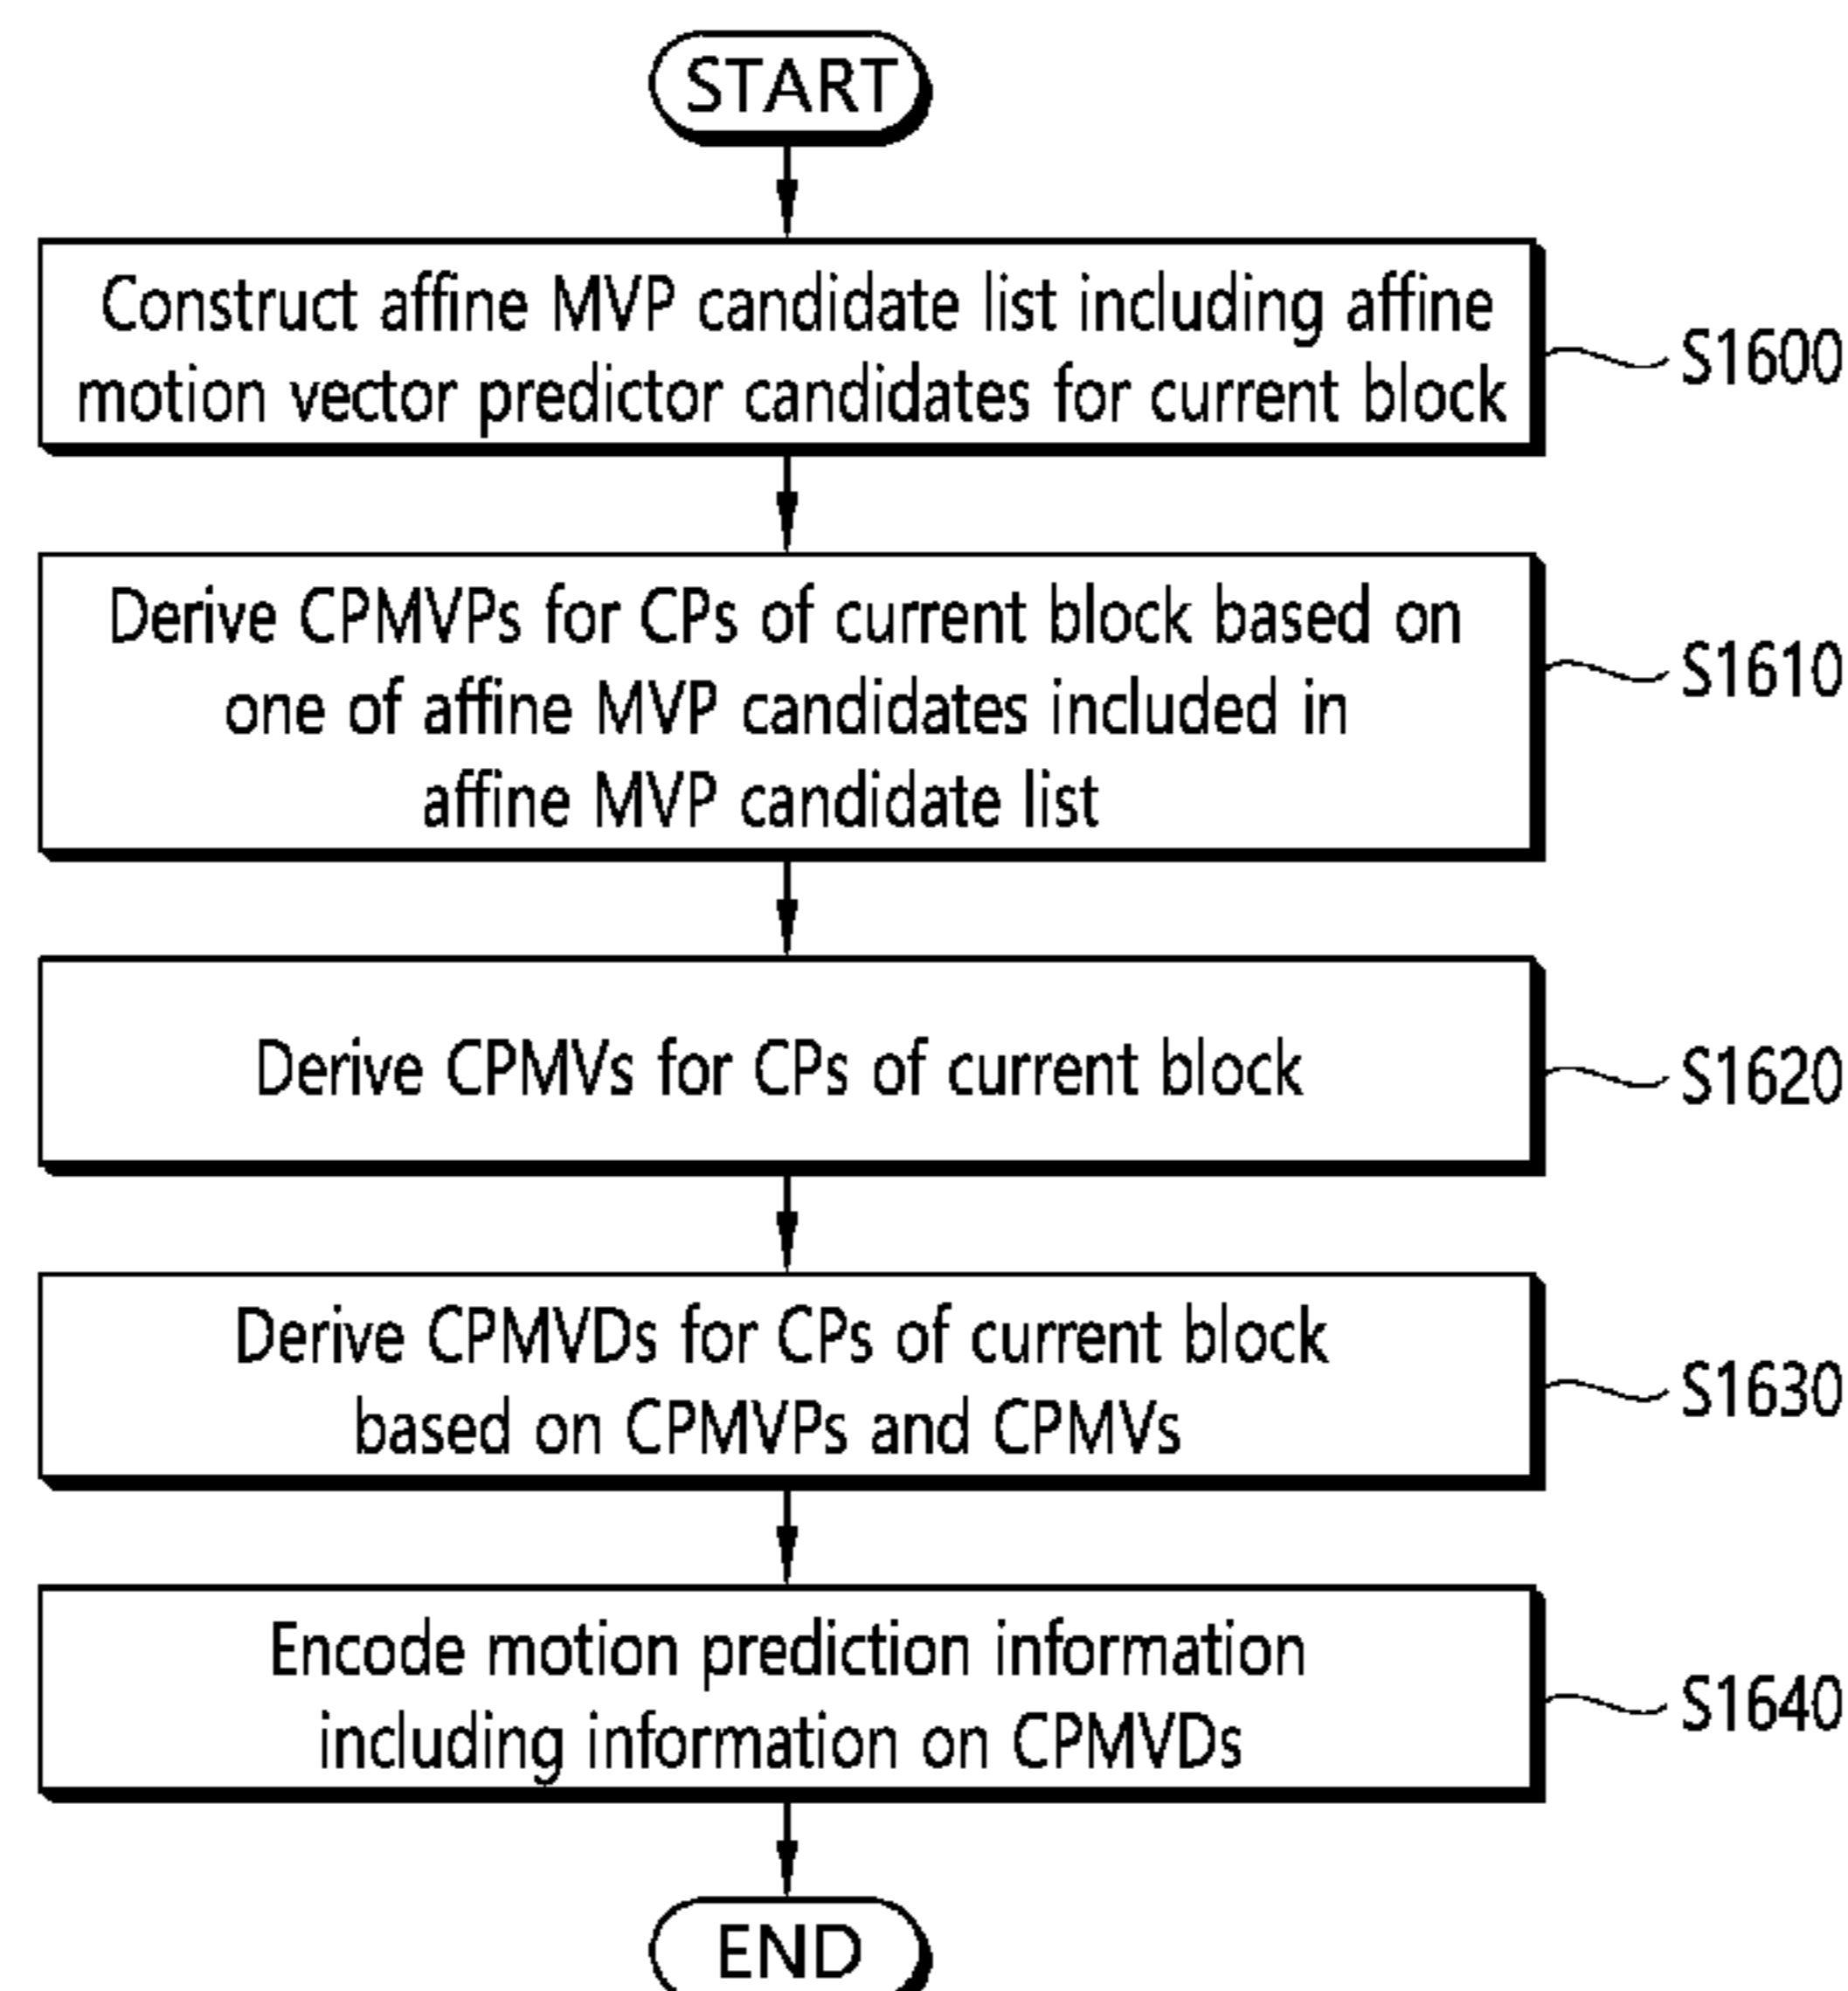 START
Construct affine MVP candidate list including affine
motion vector predictor candidates for current block
S1600
Derive CPMVPs for CPs of current block based on
one of affine MVP candidates included in
affine MVP candidate list
S1610
Derive CPMVs for CPs of current block
S1620
Derive CPMVDs for CPs of current block
based on CPMVPs and CPMVs
S1630
Encode motion prediction information
including information on CPMVDs
S1640
END